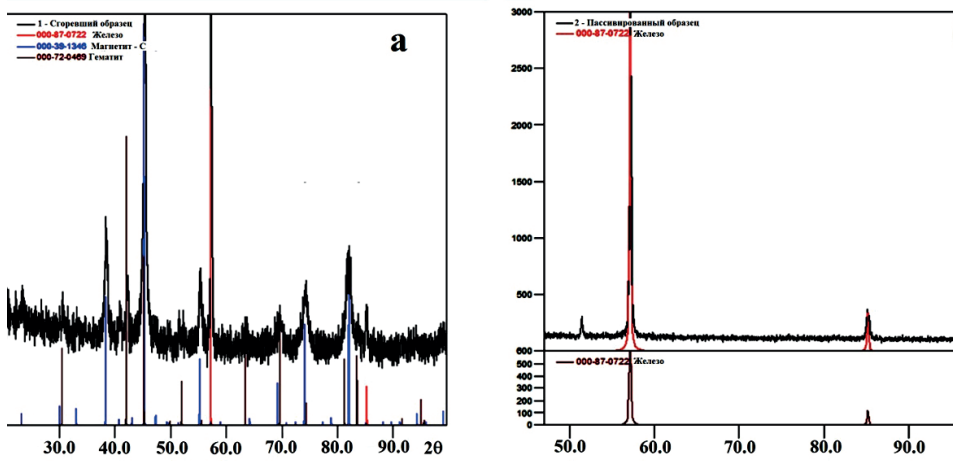 1 - Сгоревший образец
000-87-0722 Железо
000-39-1346 Магнетит - С
000-72-0469 Гематит
a
30.0 40.0 50.0 60.0 70.0 80.0 90.0 2θ
2 - Пассивированный образец
000-87-0722 Железо
3000
2500
2000
1500
1000
500
600
000-87-0722 Железо
500
400
300
200
100
0
50.0 60.0 70.0 80.0 90.0